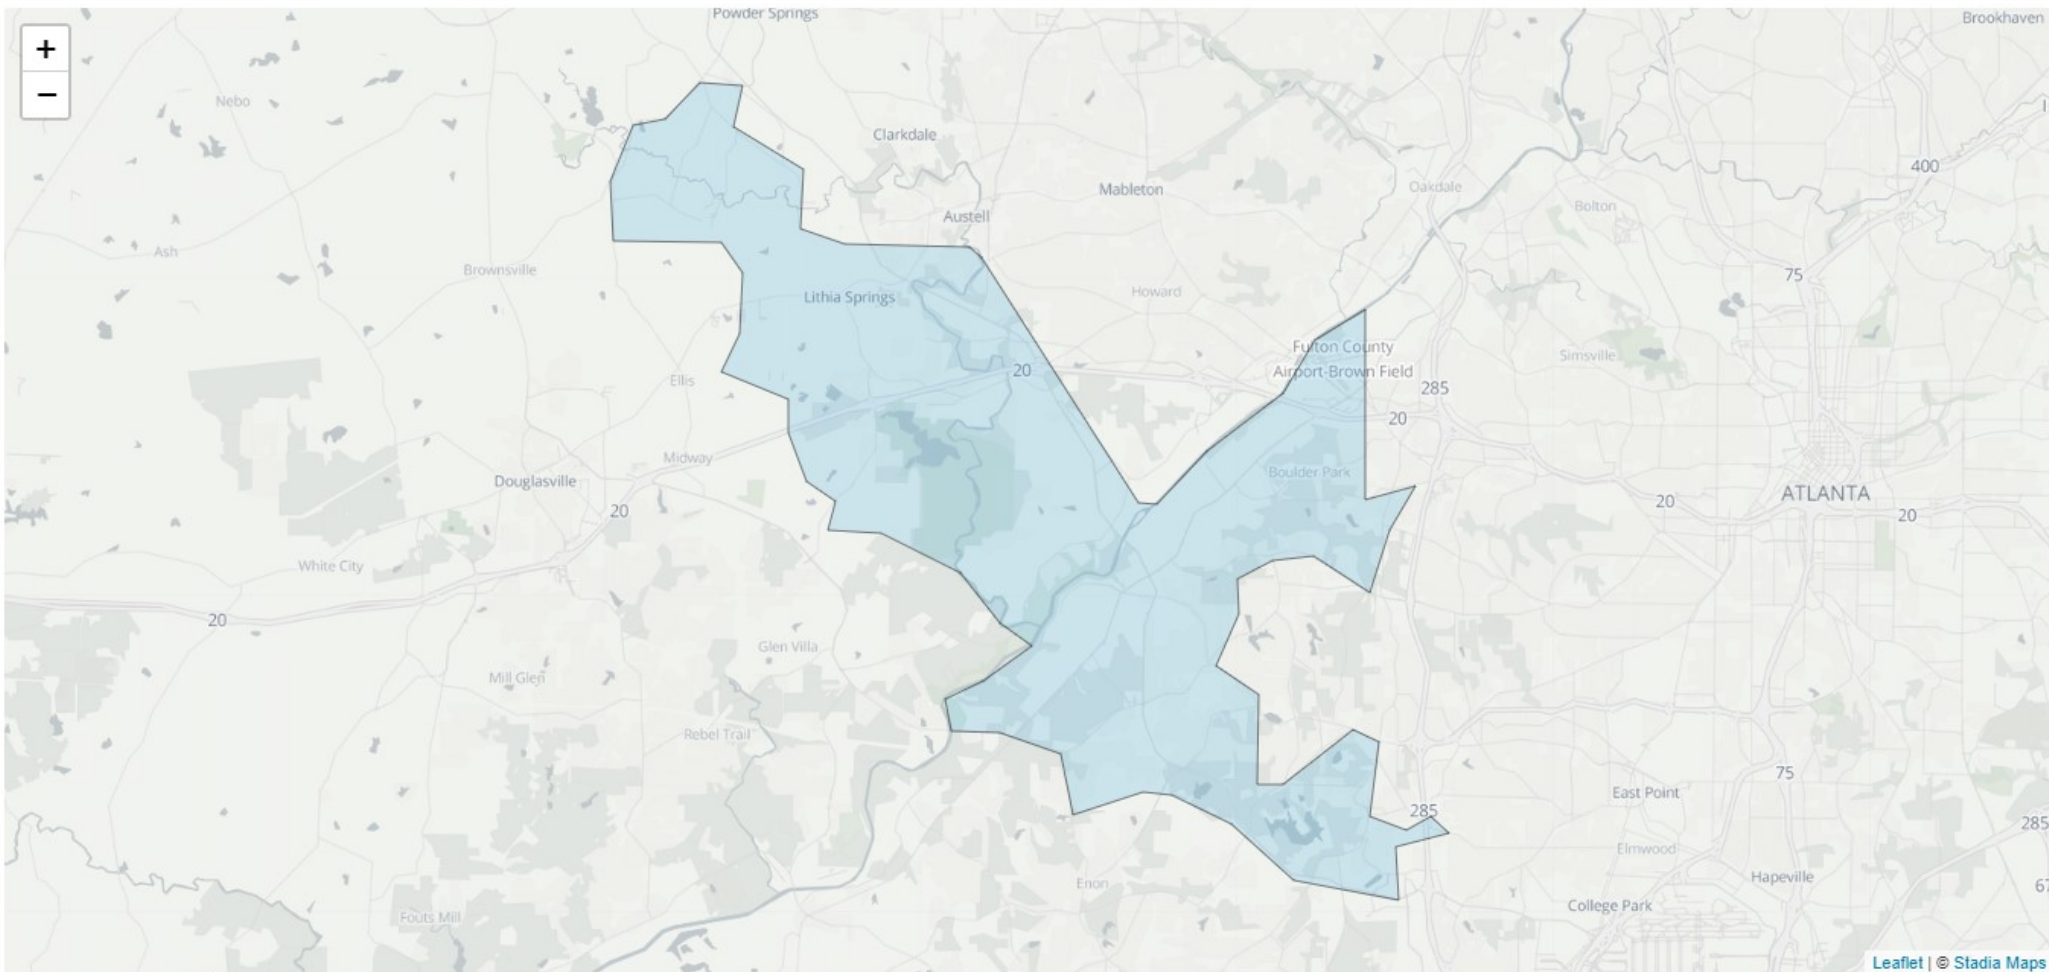 Powder Springs
Brookhaven
+
−
Nebo
Clarkdale
400
Mableton
Oakdale
Bolton
Austell
Ash
Brownsville
75
Lithia Springs
Howard
Fulton County
Airport-Brown Field
Simsville
20
Ellis
285
20
Midway
Boulder Park
Douglasville
ATLANTA
20
20
20
White City
20
Glen Villa
Mill Glen
Rebel Trail
75
East Point
285
285
Elmwood
Enon
Hapeville
College Park
Fouts Mill
Leaflet | © Stadia Maps